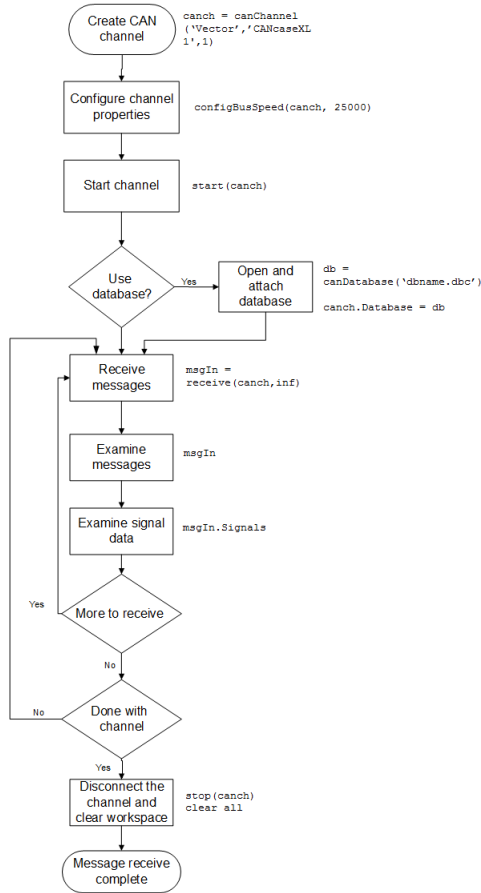 Create CAN
channel
canch = canChannel
(‘Vector’,’CANcaseXL
1',1)
Configure channel
properties
configBusSpeed(canch, 25000)
Start channel
start(canch)
Use
database?
Yes
Open and
attach
database
db =
canDatabase(‘dbname.dbc’)
canch.Database = db
Receive
messages
msgIn =
receive(canch,inf)
Examine
messages
msgIn
Examine signal
data
msgIn.Signals
Yes
More to receive
No
No
Done with
channel
Yes
Disconnect the
channel and
clear workspace
stop(canch)
clear all
Message receive
complete